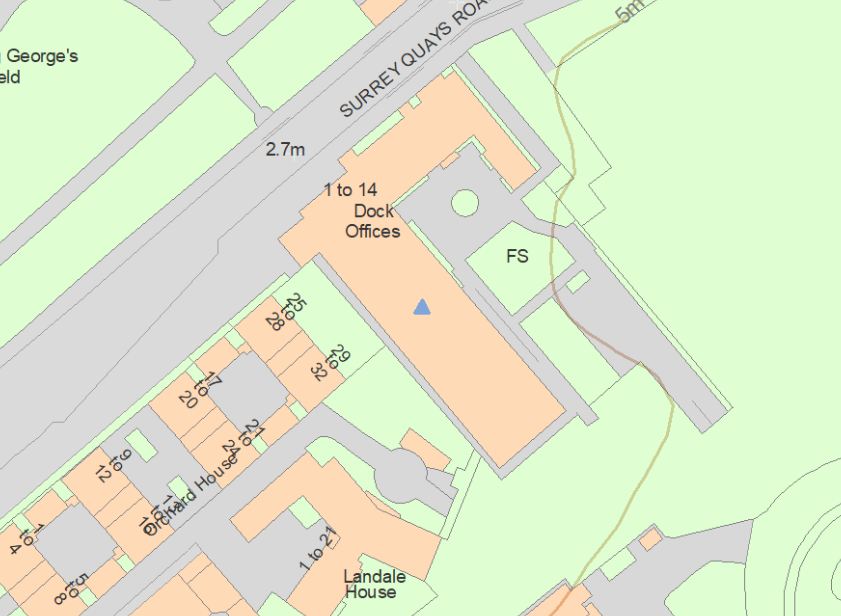 5m
SURREY QUAYS ROA
George's
eld
2.7m
1 to 14
Dock
Offices
FS
25
to
28
29
to
32
17
to
20
21
to
24
9
to
12
Orchard House
1
to
4
5
to
8
1 to 21
Landale
House